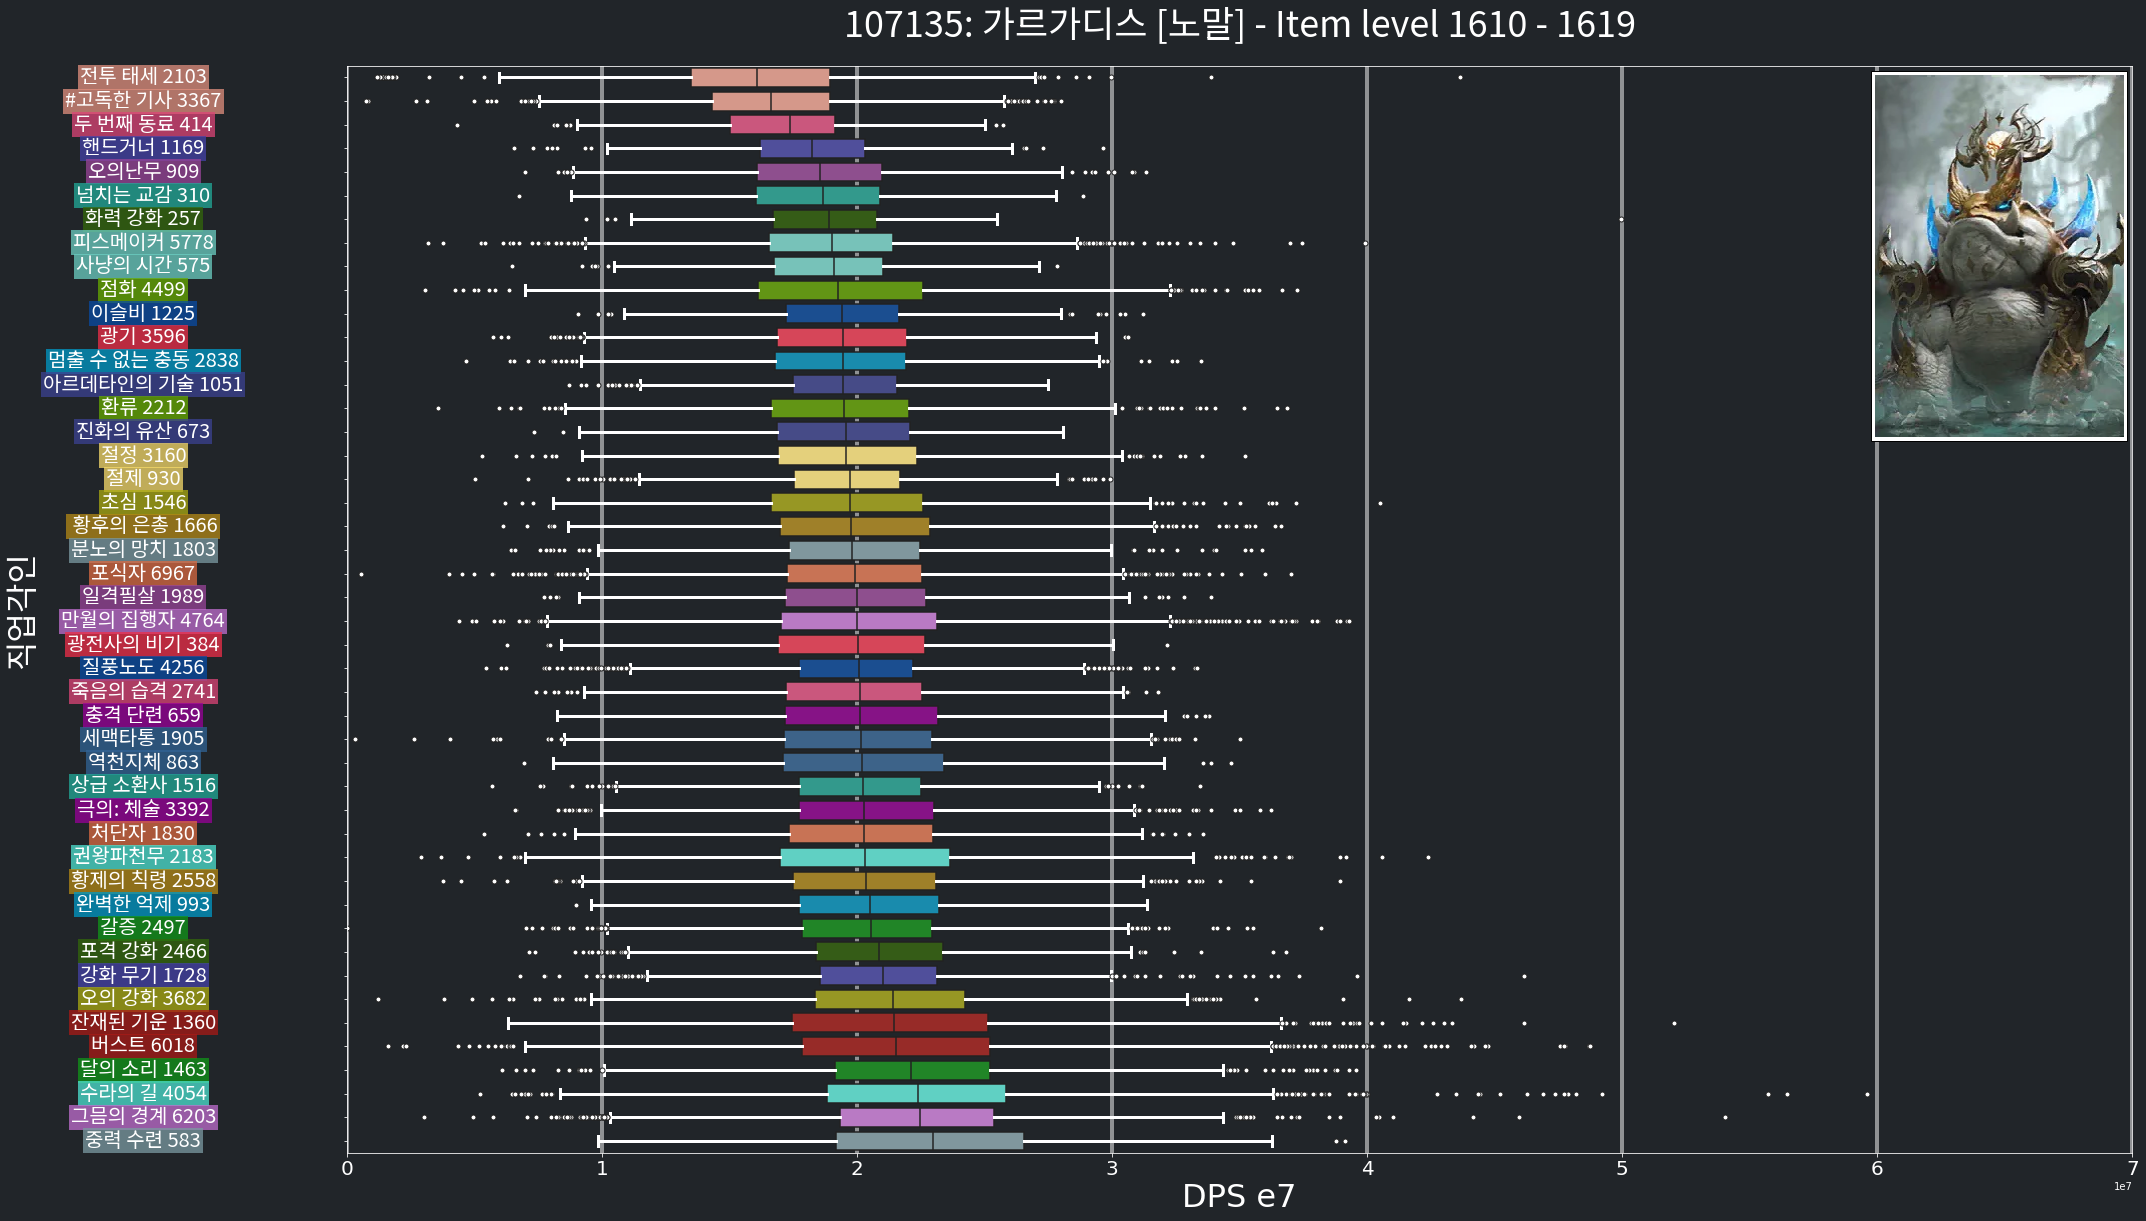 107135: 가르가디스 [노말] - Item level 1610 - 1619
전투 태세 2103
#고독한 기사 3367
두 번째 동료 414
핸드거너 1169
오의난무 909
넘치는 교감 310
화력 강화 257
피스메이커 5778
사냥의 시간 575
점화 4499
이슬비 1225
광기 3596
멈출 수 없는 충동 2838
아르데타인의 기술 1051
환류 2212
진화의 유산 673
절정 3160
절제 930
초심 1546
황후의 은총 1666
분노의 망치 1803
포식자 6967
일격필살 1989
만월의 집행자 4764
광전사의 비기 384
질풍노도 4256
죽음의 습격 2741
충격 단련 659
세맥타통 1905
역천지체 863
상급 소환사 1516
극의: 체술 3392
처단자 1830
권왕파천무 2183
황제의 칙령 2558
완벽한 억제 993
갈증 2497
포격 강화 2466
강화 무기 1728
오의 강화 3682
잔재된 기운 1360
버스트 6018
달의 소리 1463
수라의 길 4054
그믐의 경계 6203
중력 수련 583
직업각인
0 1 2 3 4 5 6 7
1e7
DPS e7